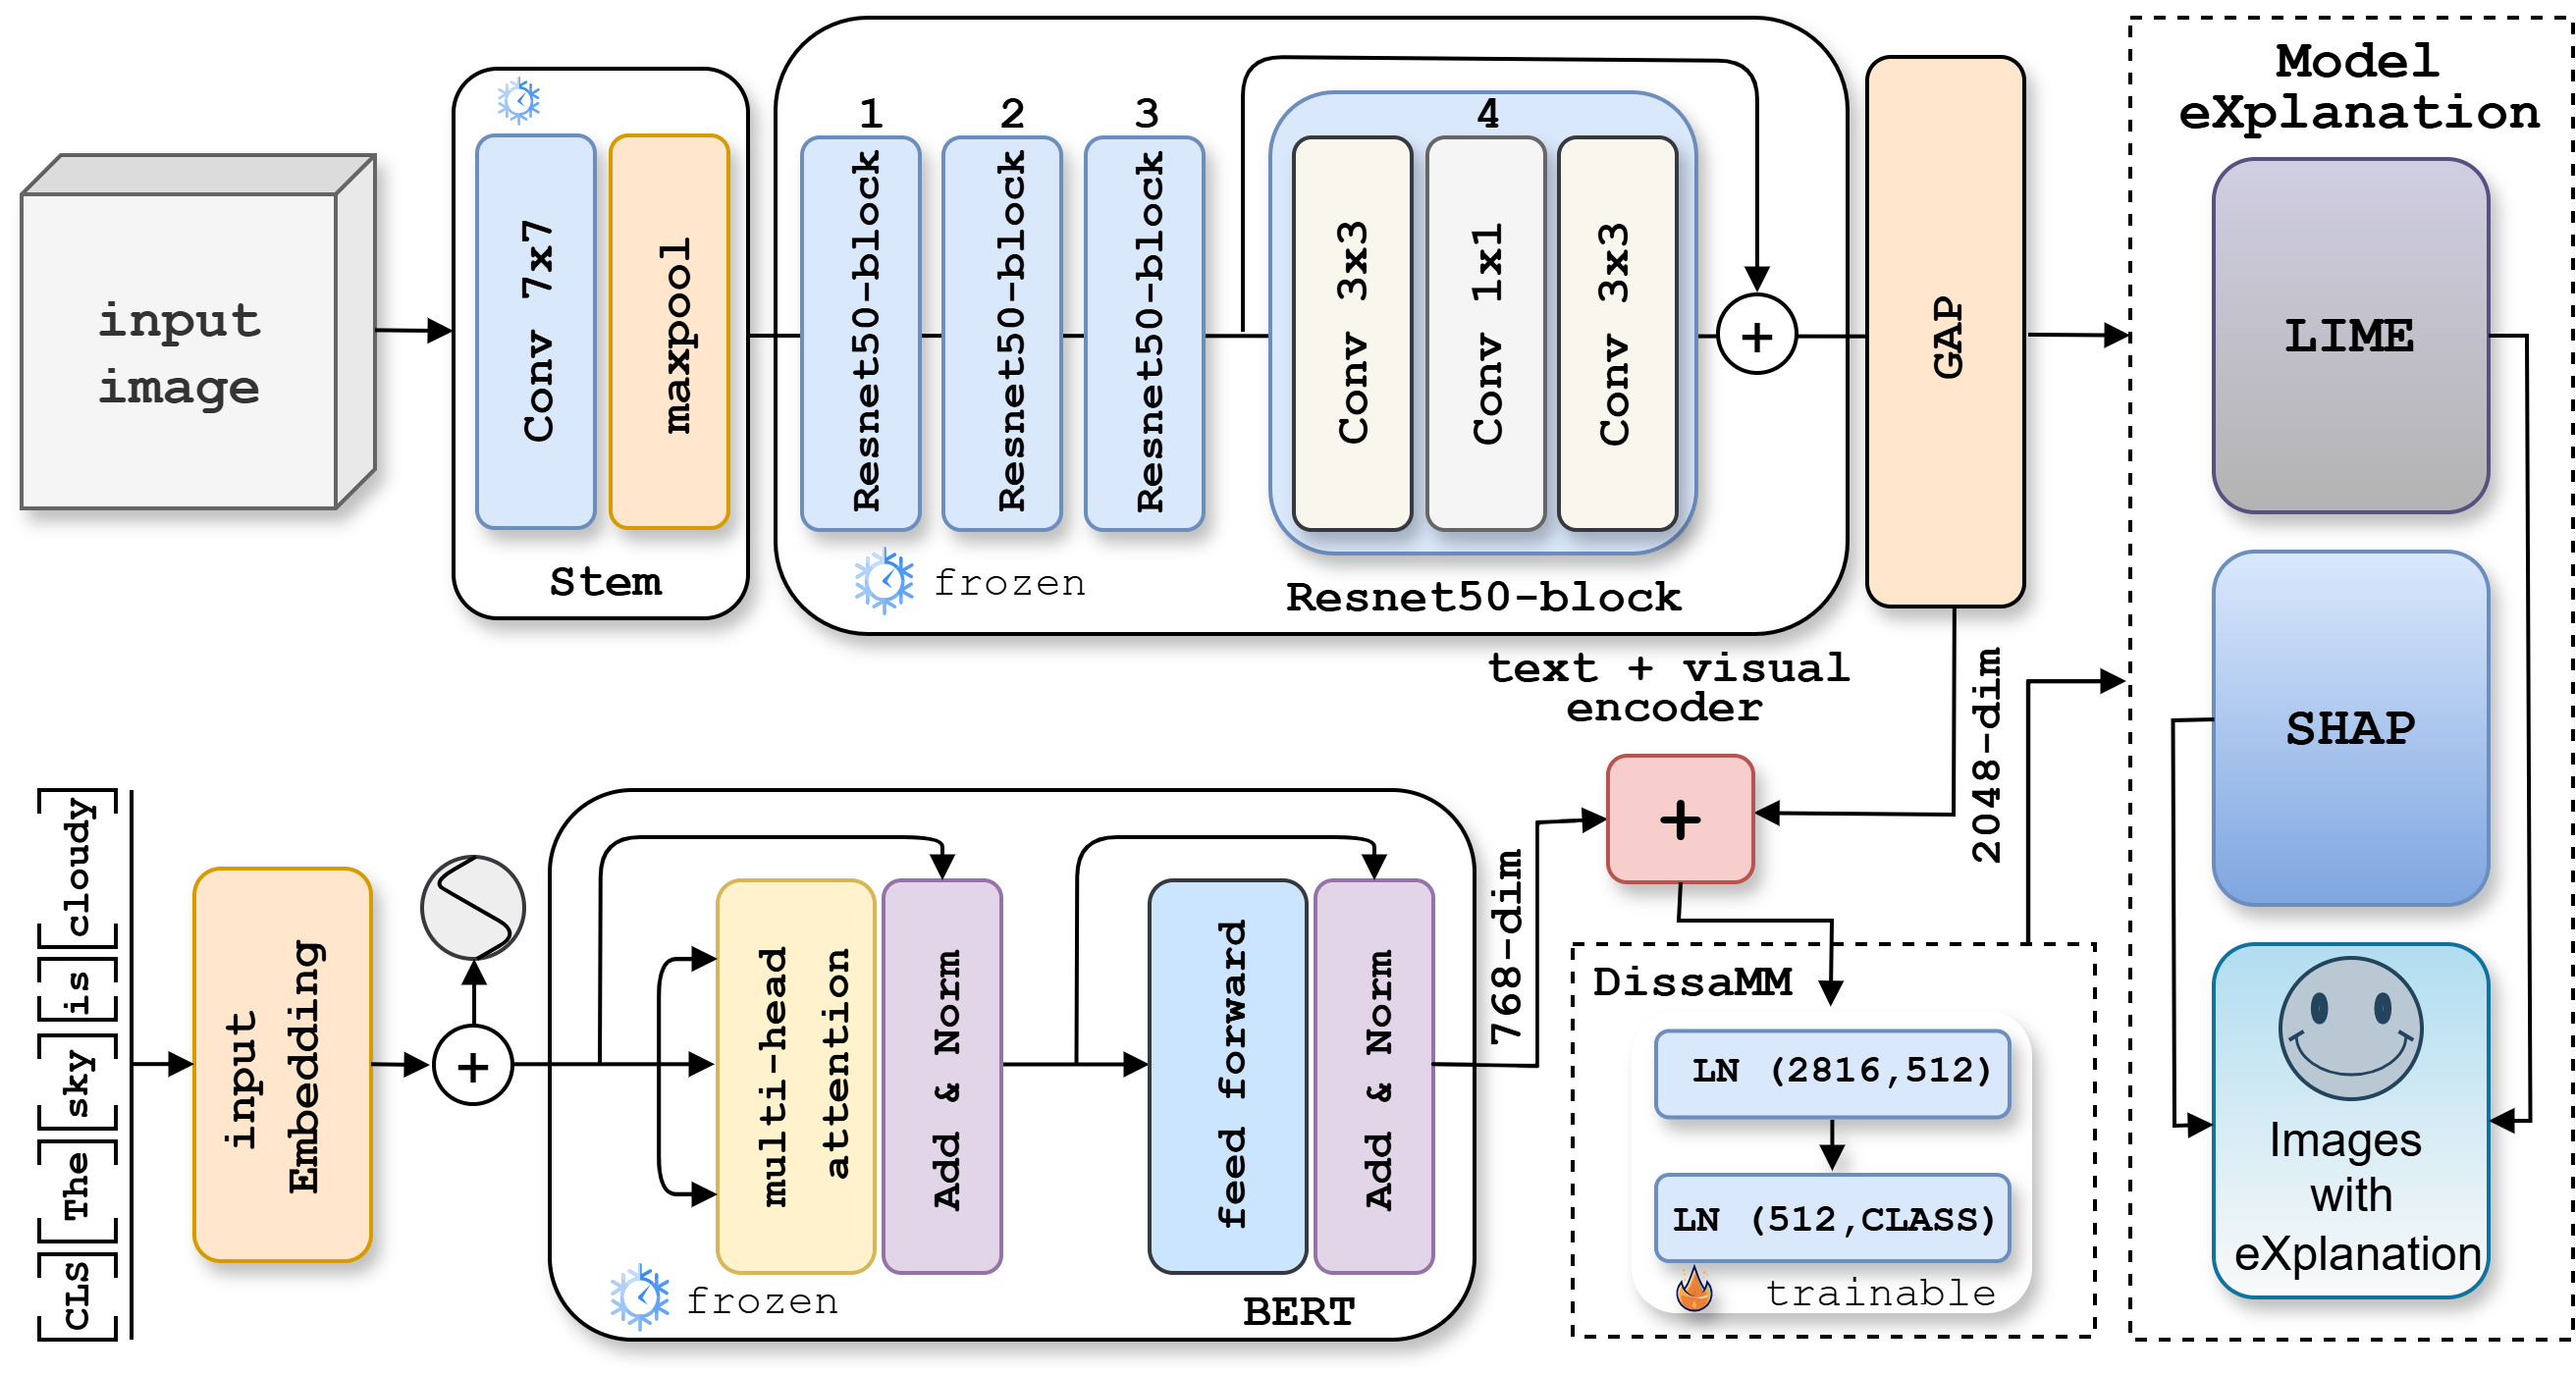 input
image
Conv 7x7
maxpool
Stem
1
2
3
4
Resnet50-block
Resnet50-block
Resnet50-block
Conv 3x3
Conv 1x1
Conv 3x3
+
frozen
Resnet50-block
GAP
text + visual
encoder
2048-dim
Model
eXplanation
LIME
SHAP
Images
with
eXplanation
cloudy
is
sky
The
CLS
input
Embedding
+
multi-head
attention
Add & Norm
feed forward
Add & Norm
frozen
BERT
768-dim
+
DissaMM
LN (2816,512)
LN (512,CLASS)
trainable